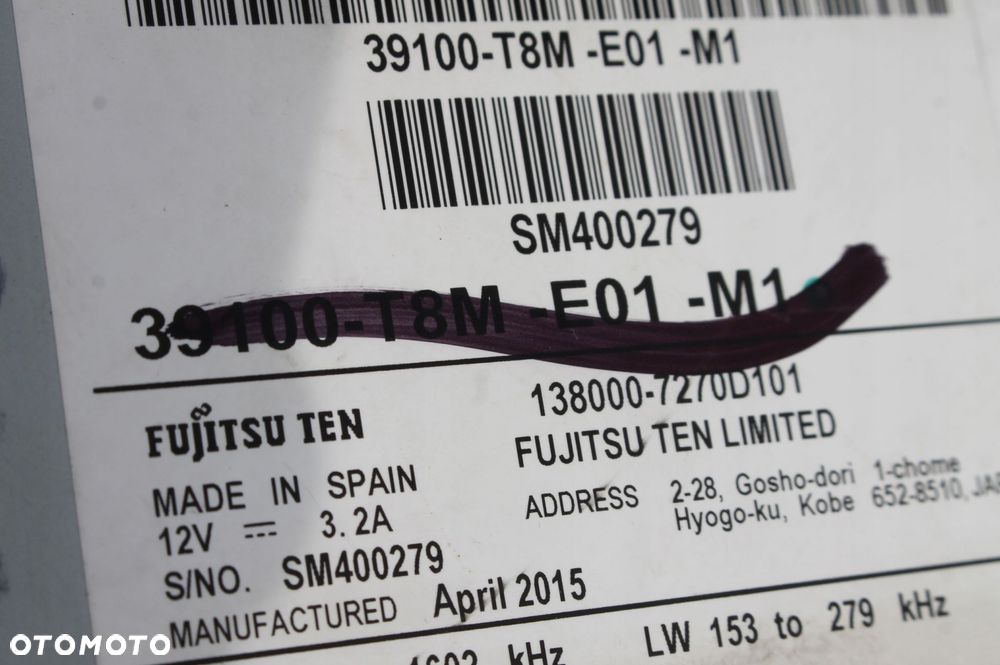 39100-T8M -E01 -M1
SM400279
39100-T8M -E01 -M1
138000-7270D101
FUJITSU TEN
FUJITSU TEN LIMITED
MADE IN SPAIN
ADDRESS 2-28, Gosho-dori 1-chome
Hyogo-ku, Kobe 652-8510,
12V ⎓ 3.2A
S/NO. SM400279
MANUFACTURED April 2015
kHz LW 153 to 279 kHz
OTOMOTO